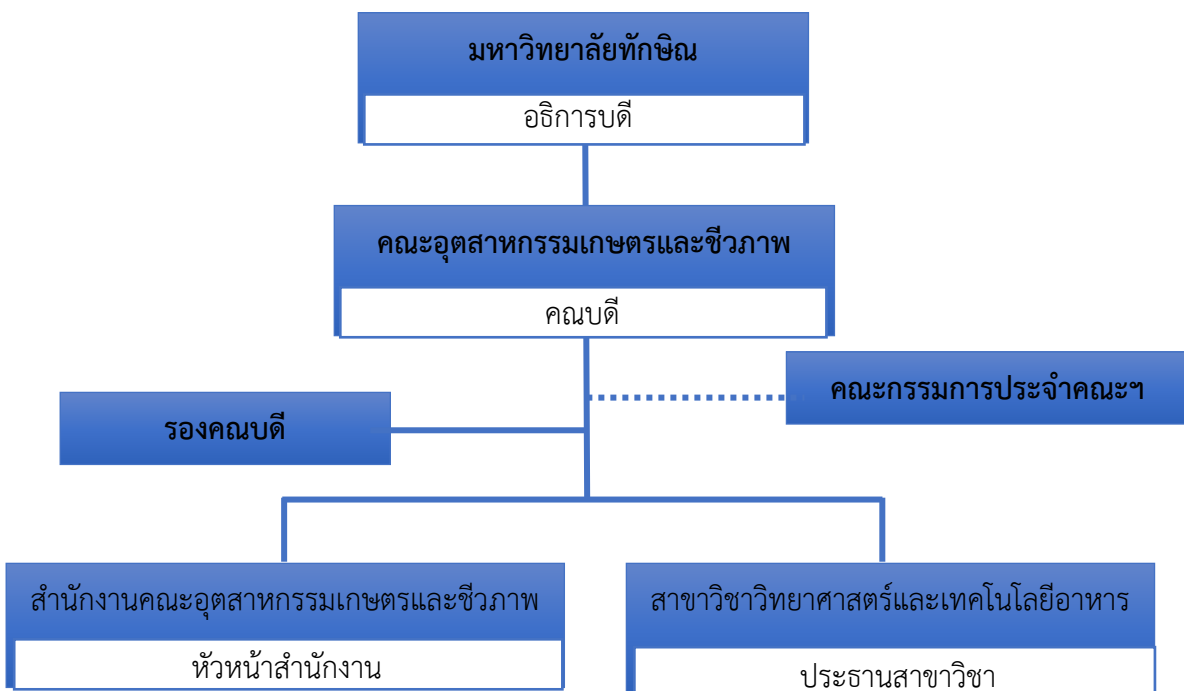 มหาวิทยาลัยทักษิณ
อธิการบดี
คณะอุตสาหกรรมเกษตรและชีวภาพ
คณบดี
คณะกรรมการประจำคณะฯ
รองคณบดี
สำนักงานคณะอุตสาหกรรมเกษตรและชีวภาพ
หัวหน้าสำนักงาน
สาขาวิชาวิทยาศาสตร์และเทคโนโลยีอาหาร
ประธานสาขาวิชา